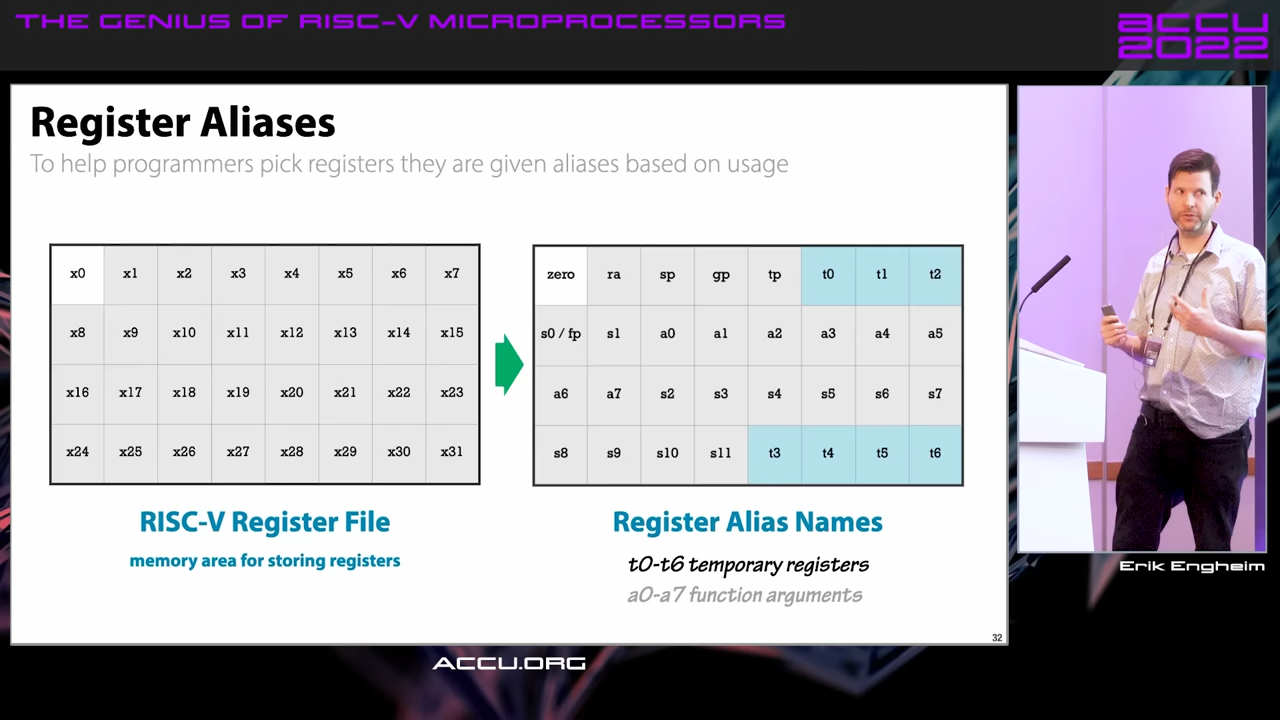 THE GENIUS OF RISC-V MICROPROCESSORS
ACCU
2022
Register Aliases
To help programmers pick registers they are given aliases based on usage
x0 x1 x2 x3 x4 x5 x6 x7
x8 x9 x10 x11 x12 x13 x14 x15
x16 x17 x18 x19 x20 x21 x22 x23
x24 x25 x26 x27 x28 x29 x30 x31
zero ra sp gp tp t0 t1 t2
s0 / fp s1 a0 a1 a2 a3 a4 a5
a6 a7 s2 s3 s4 s5 s6 s7
s8 s9 s10 s11 t3 t4 t5 t6
RISC-V Register File
memory area for storing registers
Register Alias Names
t0-t6 temporary registers
a0-a7 function arguments
32
Erik Engheim
ACCU.ORG